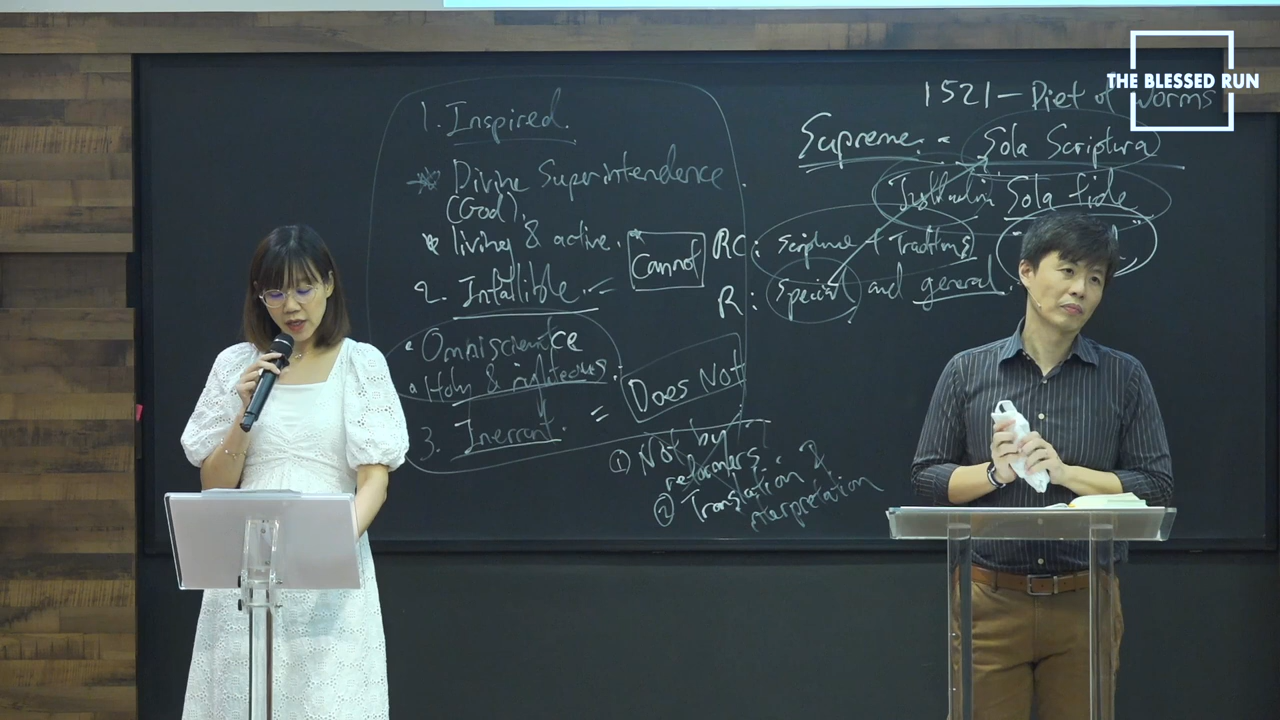 THE BLESSED RUN
1. Inspired.
* Divine Superintendence
(God).
* living & active.
2. Infallible. =
Cannot
• Omniscience
• Holy & righteous.
3. Inerrant. =
Does Not
① Not by
reformers.
② Translation &
interpretation
1521 - Diet of Worms
Supreme. - Sola Scriptura
Sola fide
RC: Scripture + Traditions
R: Special and general.